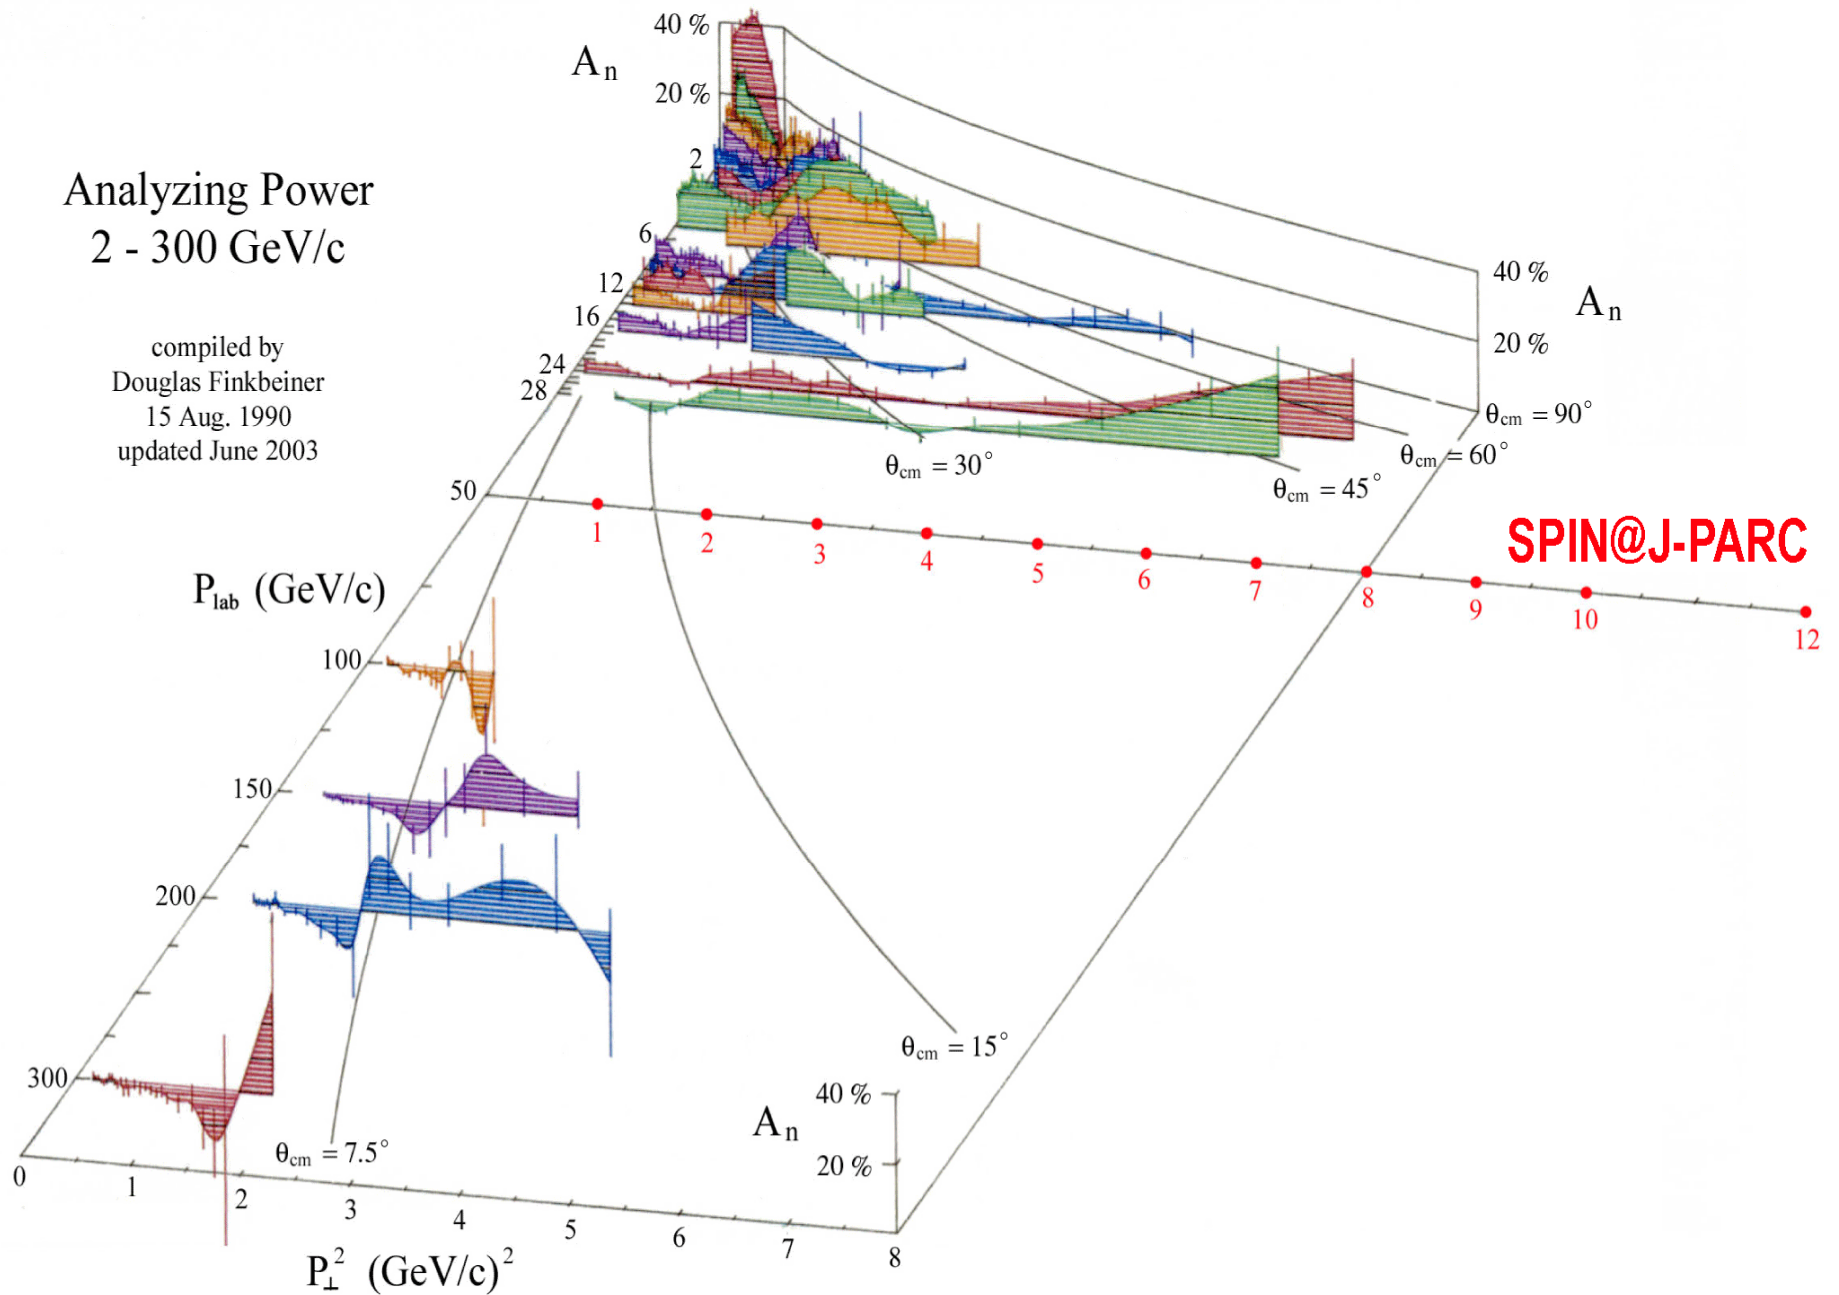 40 %
A n
20 %
2
Analyzing Power
2 - 300 GeV/c
6
12
16
24
28
compiled by
Douglas Finkbeiner
15 Aug. 1990
updated June 2003
40 %
A n
20 %
θcm = 90°
θcm = 60°
θcm = 45°
θcm = 30°
50
1
2
3
4
5
6
7
8
9
10
12
SPIN@J-PARC
Plab (GeV/c)
100
150
200
300
θcm = 15°
θcm = 7.5°
40 %
A n
20 %
0
1
2
3
4
5
6
7
8
P⊥² (GeV/c)²